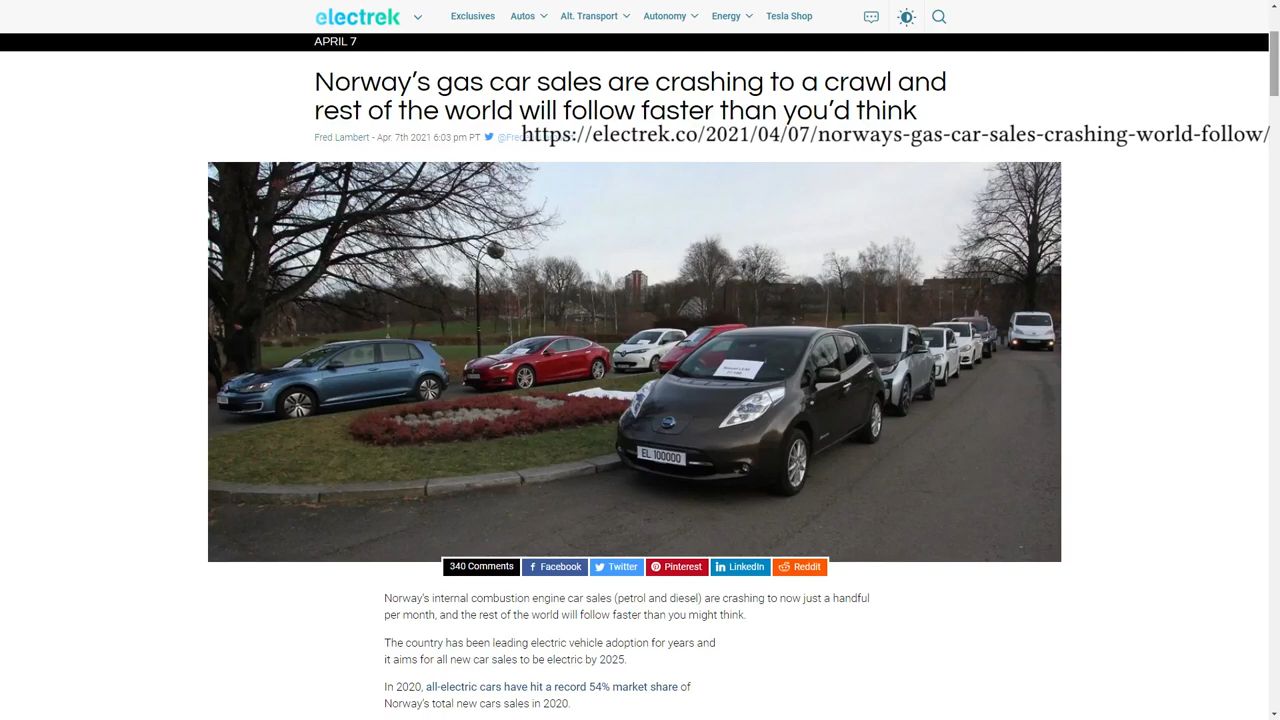 electrek
Exclusives Autos Alt. Transport Autonomy Energy Tesla Shop
APRIL 7
Norway's gas car sales are crashing to a crawl and
rest of the world will follow faster than you'd think
https://electrek.co/2021/04/07/norways-gas-car-sales-crashing-world-follow/
Fred Lambert - Apr. 7th 2021 6:03 pm PT
EL 100000
340 Comments Facebook Twitter Pinterest LinkedIn Reddit
Norway's internal combustion engine car sales (petrol and diesel) are crashing to now just a handful
per month, and the rest of the world will follow faster than you might think.
The country has been leading electric vehicle adoption for years and
it aims for all new car sales to be electric by 2025.
In 2020, all-electric cars have hit a record 54% market share of
Norway's total new cars sales in 2020.